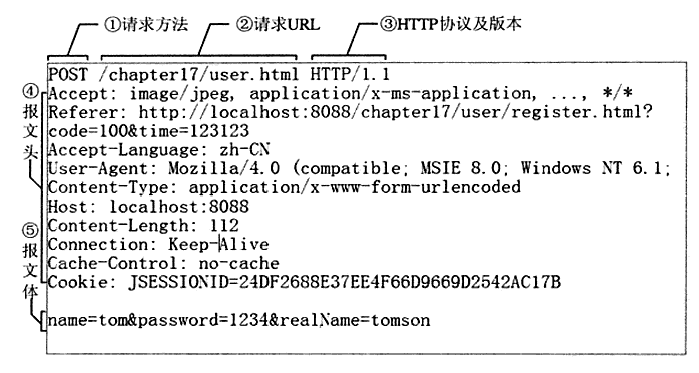 ①请求方法 ②请求URL ③HTTP协议及版本
POST /chapter17/user.html HTTP/1.1
④报文头
Accept: image/jpeg, application/x-ms-application, ..., */*
Referer: http://localhost:8088/chapter17/user/register.html?
code=100&time=123123
Accept-Language: zh-CN
User-Agent: Mozilla/4.0 (compatible; MSIE 8.0; Windows NT 6.1;
Content-Type: application/x-www-form-urlencoded
Host: localhost:8088
Content-Length: 112
Connection: Keep-Alive
Cache-Control: no-cache
Cookie: JSESSIONID=24DF2688E37EE4F66D9669D2542AC17B
⑤报文体
name=tom&password=1234&realName=tomson